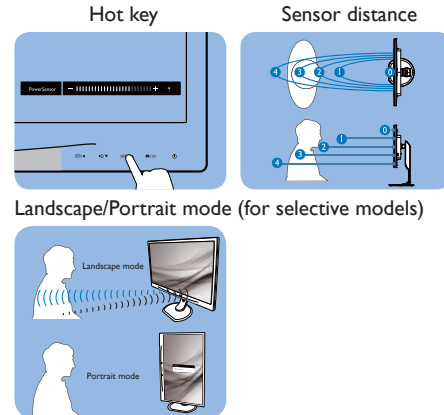 Hot key
Sensor distance
PowerSensor
− +
4 3 2 1 0
0
1
2
3
4
Landscape/Portrait mode (for selective models)
Landscape mode
Portrait mode